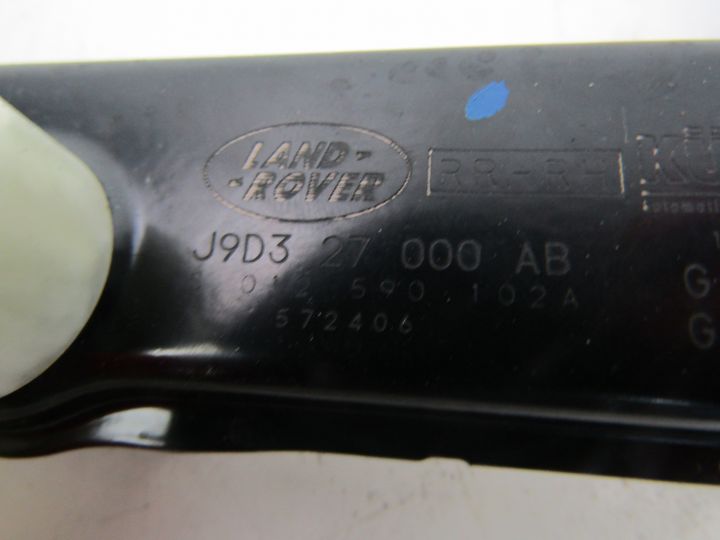 LAND-
-ROVER
RR-RH
J9D3 27 000 AB
012 590 102A
572406
G
G